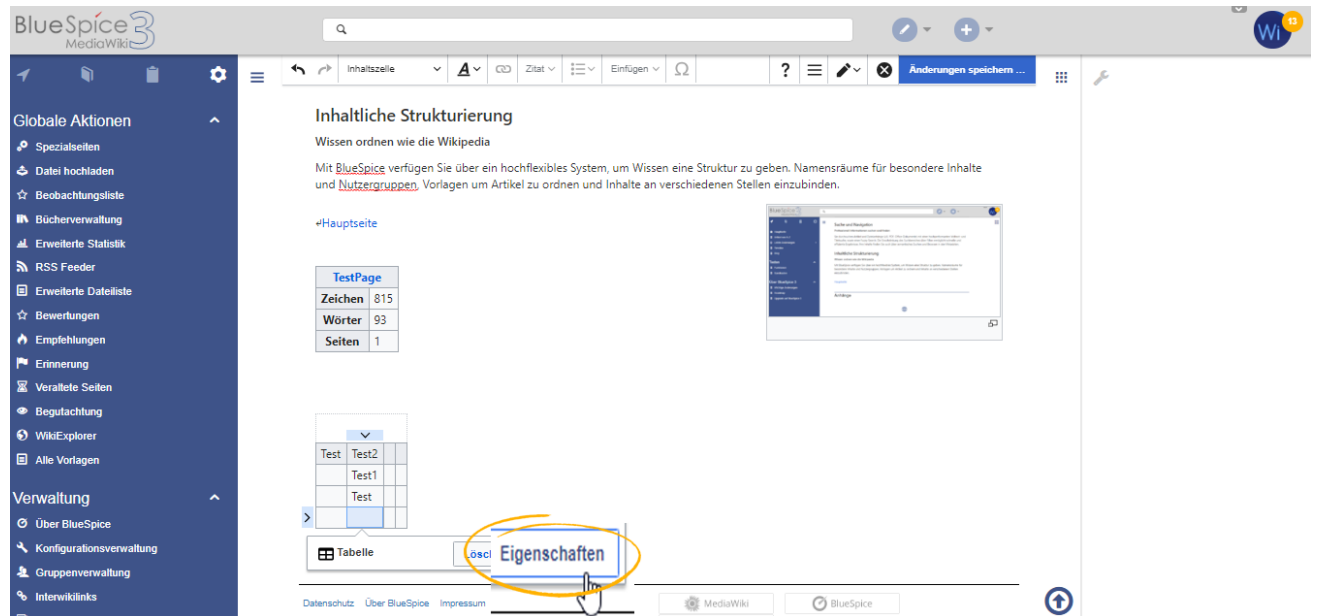 BlueSpice 3
MediaWiki
Wi
13
Inhaltszelle
A
Zitat
Einfügen
Ω
?
Änderungen speichern ...
Globale Aktionen
Spezialseiten
Datei hochladen
Beobachtungsliste
Bücherverwaltung
Erweiterte Statistik
RSS Feeder
Erweiterte Dateiliste
Bewertungen
Empfehlungen
Erinnerung
Veraltete Seiten
Begutachtung
WikiExplorer
Alle Vorlagen
Verwaltung
Über BlueSpice
Konfigurationsverwaltung
Gruppenverwaltung
Interwikilinks
Inhaltliche Strukturierung
Wissen ordnen wie die Wikipedia
Mit BlueSpice verfügen Sie über ein hochflexibles System, um Wissen eine Struktur zu geben. Namensräume für besondere Inhalte
und Nutzergruppen, Vorlagen um Artikel zu ordnen und Inhalte an verschiedenen Stellen einzubinden.
Hauptseite
TestPage
Zeichen 815
Wörter 93
Seiten 1
Test Test2
Test1
Test
Tabelle
Eigenschaften
Datenschutz Über BlueSpice Impressum
MediaWiki
BlueSpice